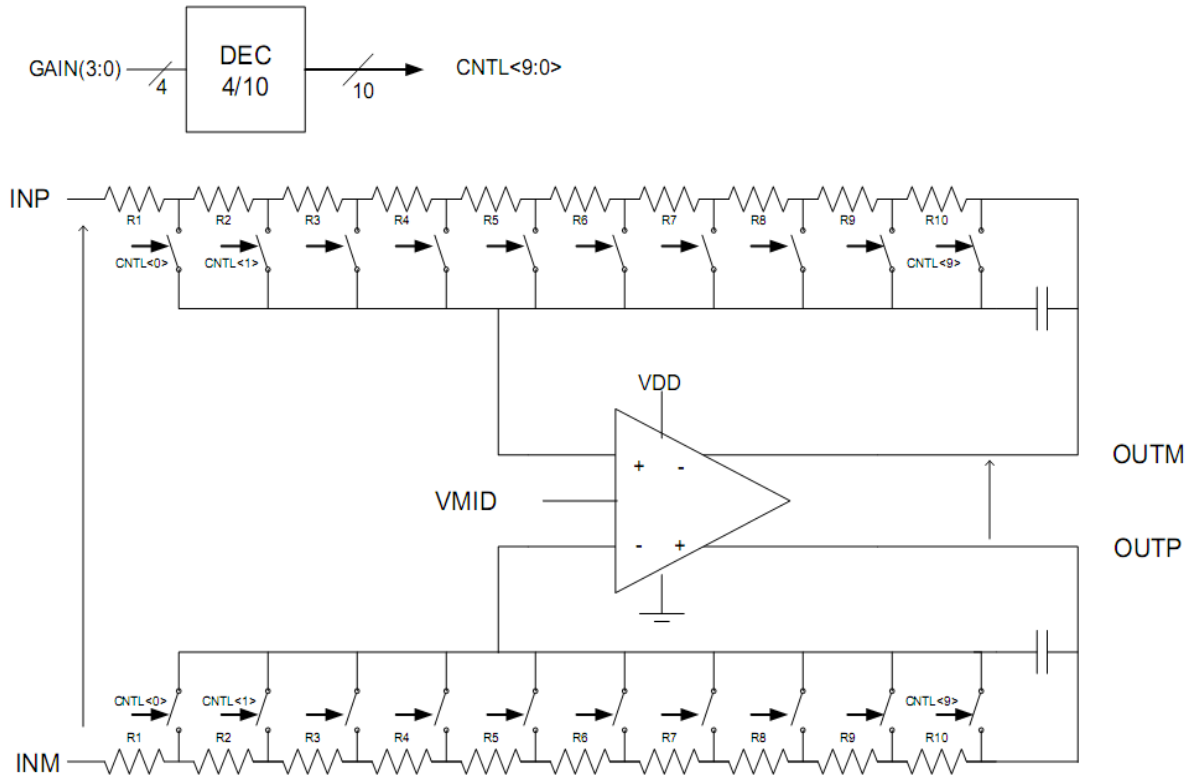 DEC
GAIN(3:0) 4/10 CNTL<9:0>
4 10
INP
R1 R2 R3 R4 R5 R6 R7 R8 R9 R10
CNTL<0> CNTL<1> CNTL<9>
VDD
+ -
OUTM
VMID
- +
OUTP
CNTL<0> CNTL<1> CNTL<9>
R1 R2 R3 R4 R5 R6 R7 R8 R9 R10
INM